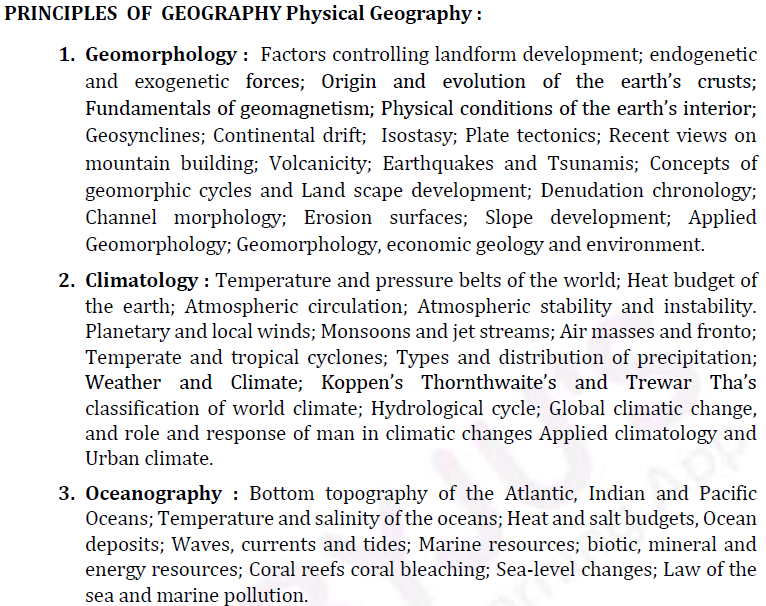 PRINCIPLES OF GEOGRAPHY Physical Geography :
1. Geomorphology : Factors controlling landform development; endogenetic
and exogenetic forces; Origin and evolution of the earth's crusts;
Fundamentals of geomagnetism; Physical conditions of the earth's interior;
Geosynclines; Continental drift; Isostasy; Plate tectonics; Recent views on
mountain building; Volcanicity; Earthquakes and Tsunamis; Concepts of
geomorphic cycles and Land scape development; Denudation chronology;
Channel morphology; Erosion surfaces; Slope development; Applied
Geomorphology; Geomorphology, economic geology and environment.
2. Climatology : Temperature and pressure belts of the world; Heat budget of
the earth; Atmospheric circulation; Atmospheric stability and instability.
Planetary and local winds; Monsoons and jet streams; Air masses and fronto;
Temperate and tropical cyclones; Types and distribution of precipitation;
Weather and Climate; Koppen's Thornthwaite's and Trewar Tha's
classification of world climate; Hydrological cycle; Global climatic change,
and role and response of man in climatic changes Applied climatology and
Urban climate.
3. Oceanography : Bottom topography of the Atlantic, Indian and Pacific
Oceans; Temperature and salinity of the oceans; Heat and salt budgets, Ocean
deposits; Waves, currents and tides; Marine resources; biotic, mineral and
energy resources; Coral reefs coral bleaching; Sea-level changes; Law of the
sea and marine pollution.